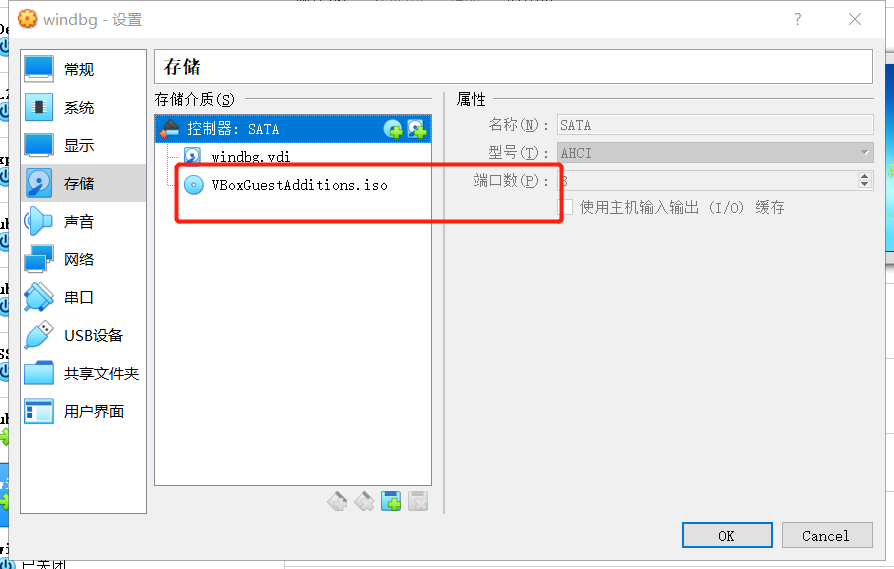 windbg - 设置
?
存储
常规
系统
显示
存储
声音
网络
串口
USB设备
共享文件夹
用户界面
存储介质(S)
控制器: SATA
windbg.vdi
VBoxGuestAdditions.iso
属性
名称(N): SATA
型号(T): AHCI
端口数(P):
使用主机输入输出 (I/O) 缓存
OK
Cancel
已关闭